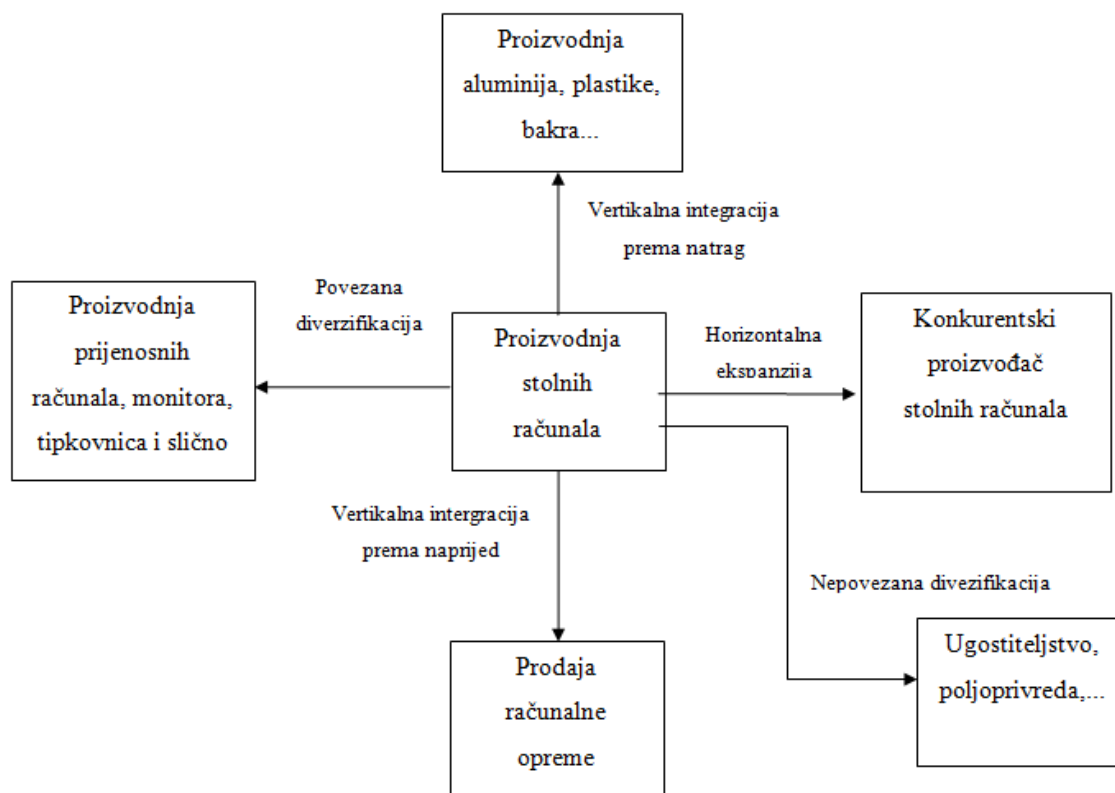 Proizvodnja
aluminija, plastike,
bakra...
Vertikalna integracija
prema natrag
Povezana
diverzifikacija
Proizvodnja
prijenosnih
računala, monitora,
tipkovnica i slično
Proizvodnja
stolnih
računala
Horizontalna
ekspanzija
Konkurentski
proizvođač
stolnih računala
Vertikalna intergracija
prema naprijed
Nepovezana divezifikacija
Ugostiteljstvo,
poljoprivreda,...
Prodaja
računalne
opreme